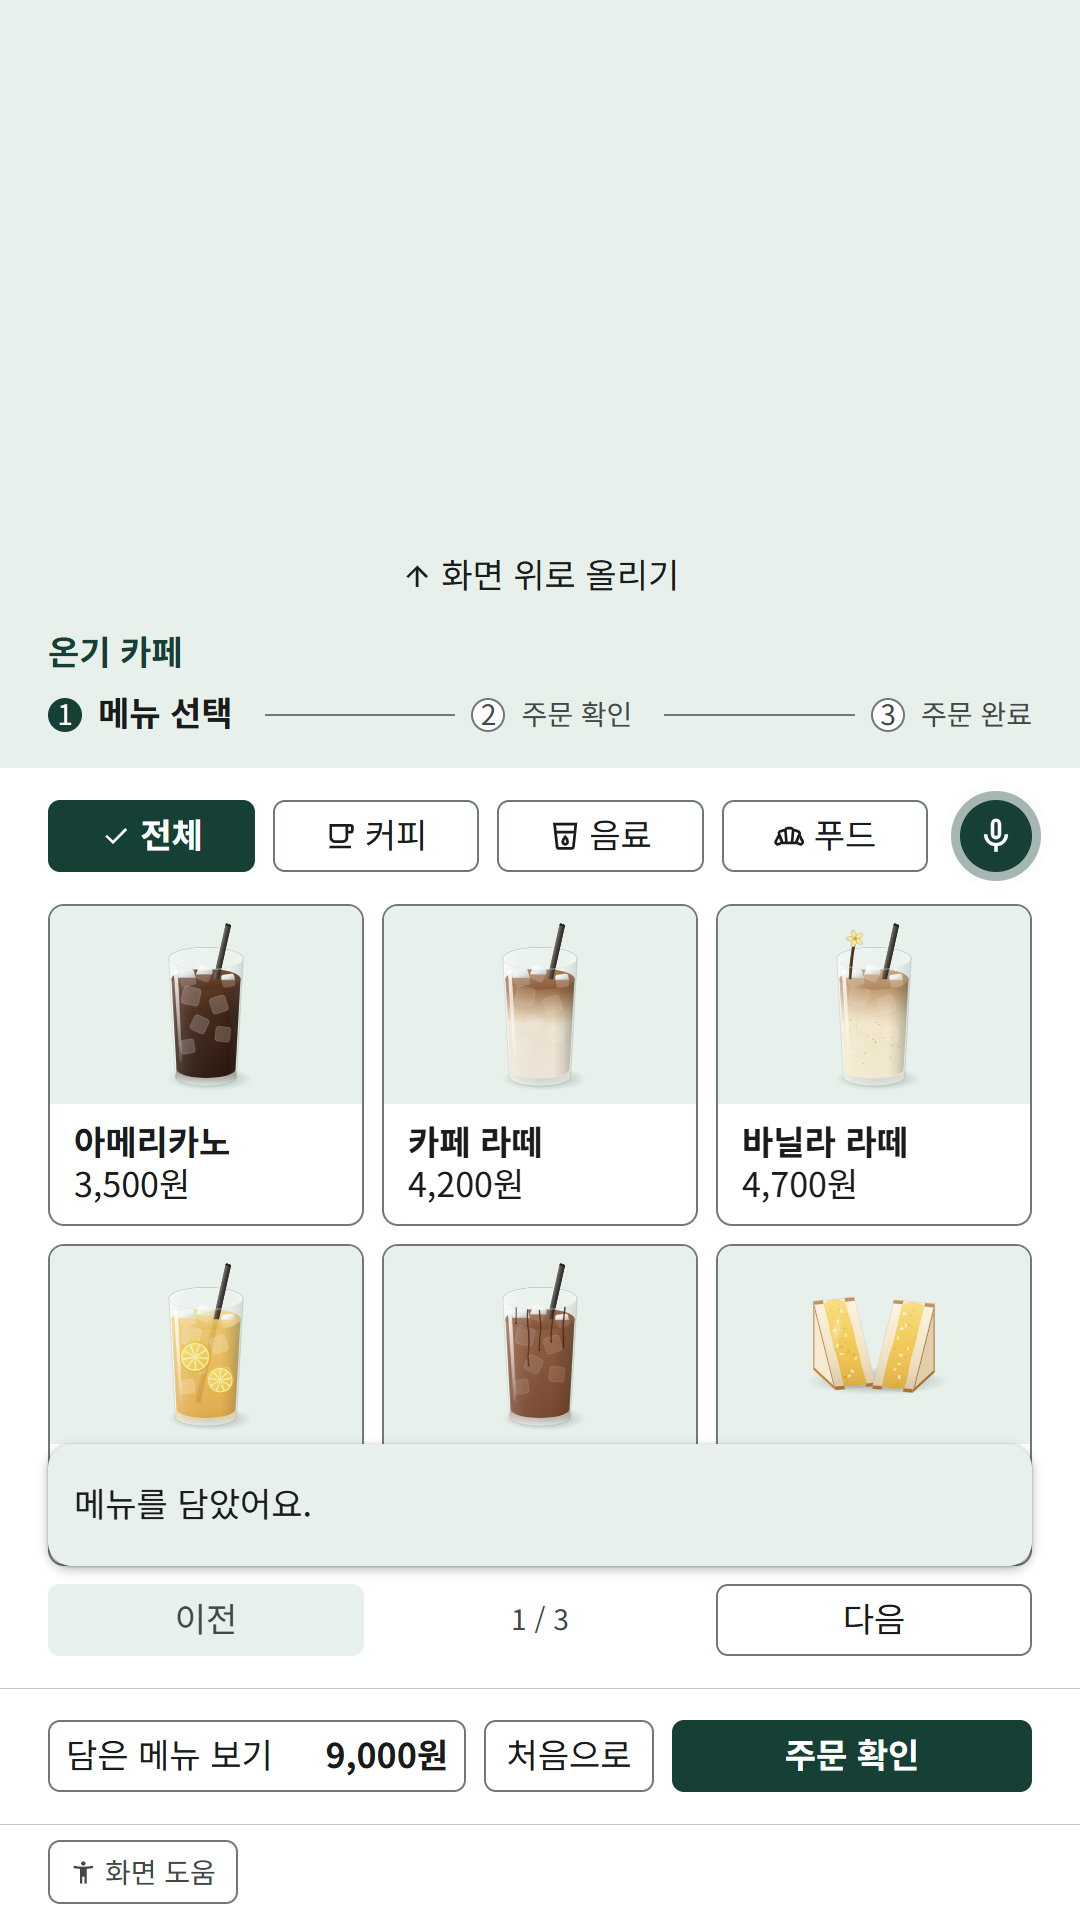 화면 위로 올리기
온기 카페
1 메뉴 선택 2 주문 확인 3 주문 완료
전체 커피 음료 푸드
아메리카노
3,500원
카페 라떼
4,200원
바닐라 라떼
4,700원
메뉴를 담았어요.
이전 1 / 3 다음
담은 메뉴 보기 9,000원 처음으로 주문 확인
화면 도움